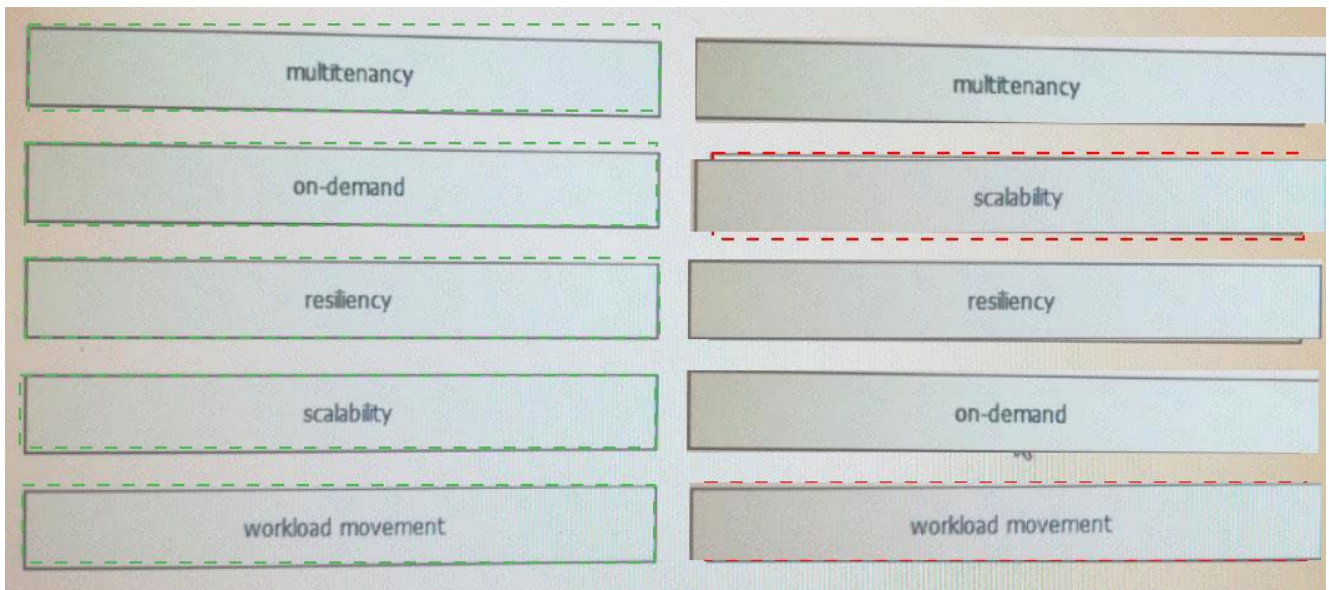 multitenancy
multitenancy
on-demand
scalability
resiliency
resiliency
scalability
on-demand
workload movement
workload movement